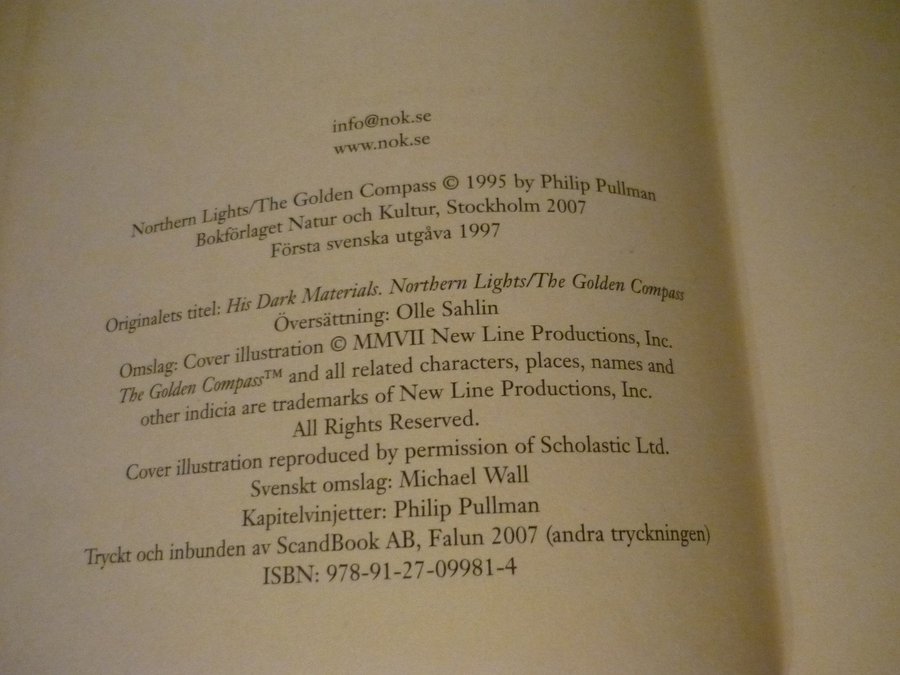 info@nok.se
www.nok.se
Northern Lights/The Golden Compass © 1995 by Philip Pullman
Bokförlaget Natur och Kultur, Stockholm 2007
Första svenska utgåva 1997
Originalets titel: His Dark Materials. Northern Lights/The Golden Compass
Översättning: Olle Sahlin
Omslag: Cover illustration © MMVII New Line Productions, Inc.
The Golden Compass™ and all related characters, places, names and
other indicia are trademarks of New Line Productions, Inc.
All Rights Reserved.
Cover illustration reproduced by permission of Scholastic Ltd.
Svenskt omslag: Michael Wall
Kapitelvinjetter: Philip Pullman
Tryckt och inbunden av ScandBook AB, Falun 2007 (andra tryckningen)
ISBN: 978-91-27-09981-4